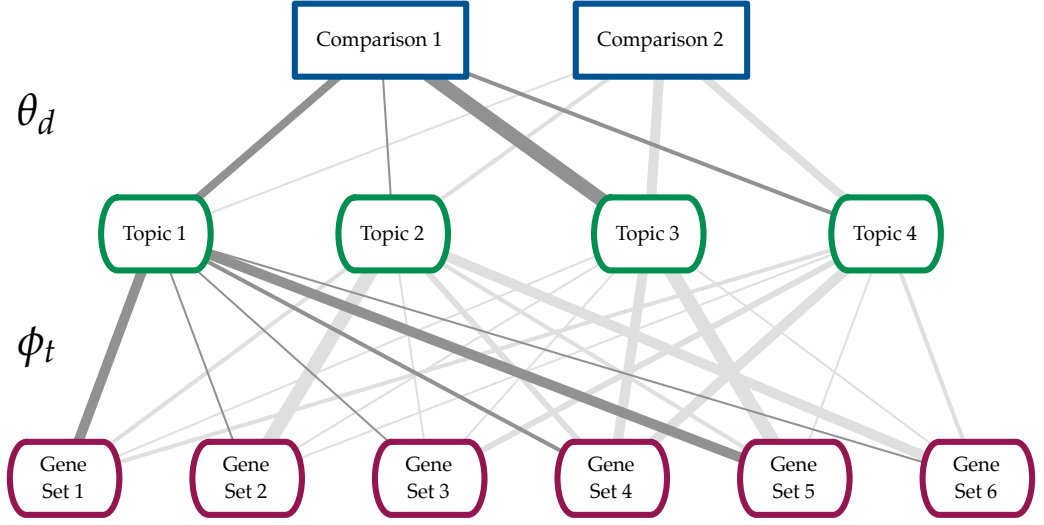 Comparison 1
Comparison 2
θd
Topic 1
Topic 2
Topic 3
Topic 4
ϕt
Gene
Set 1
Gene
Set 2
Gene
Set 3
Gene
Set 4
Gene
Set 5
Gene
Set 6